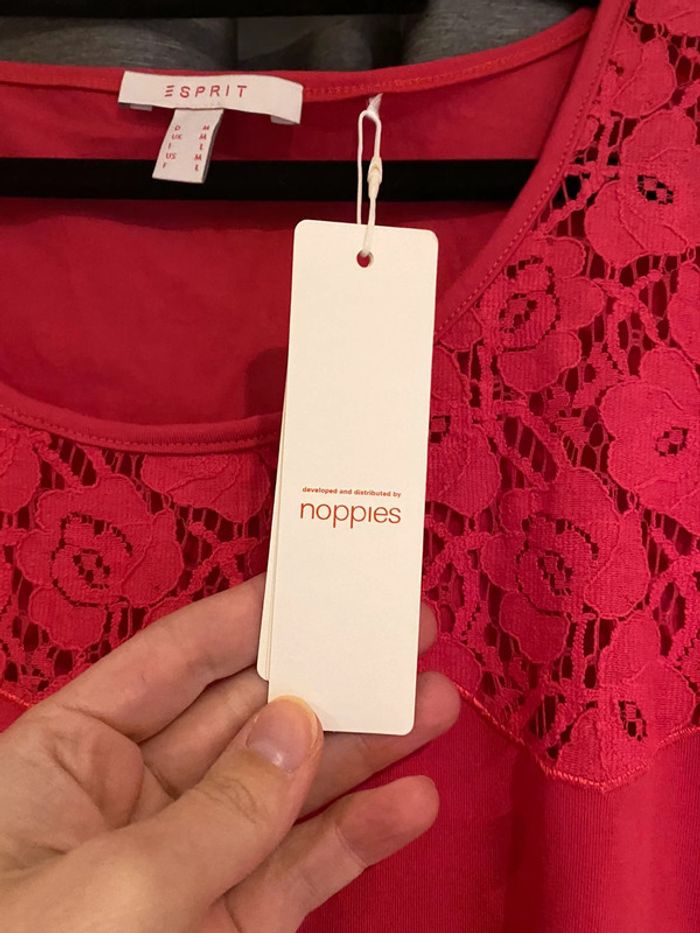 ESPRIT
D M
UK M
I L
US M
F L
developed and distributed by
noppies